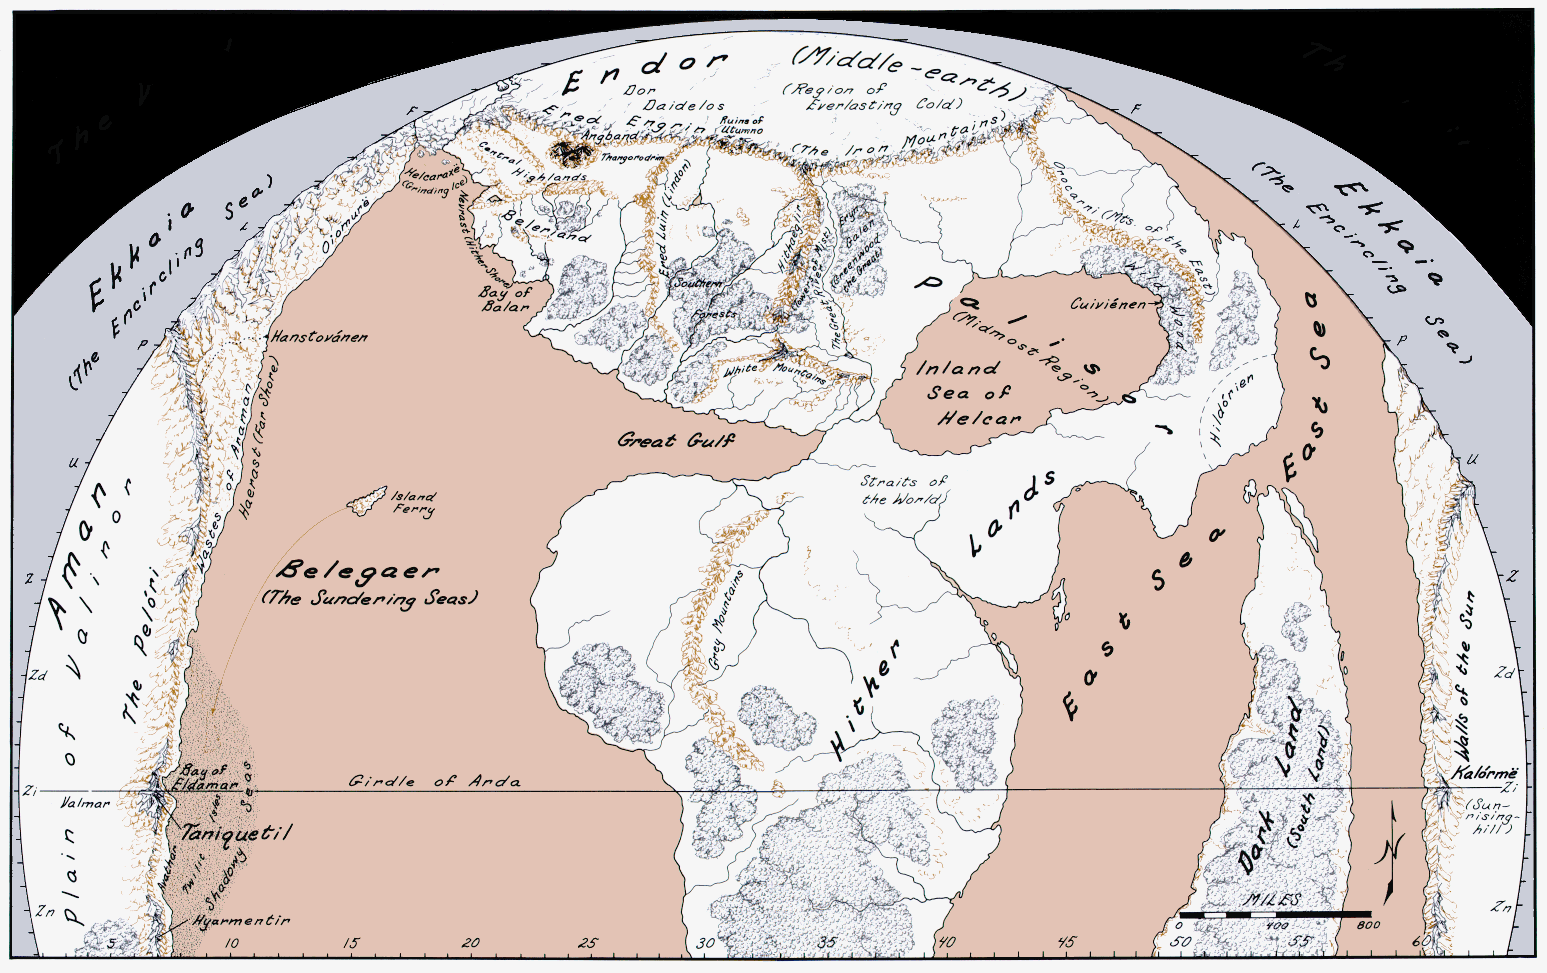 Endor (Middle-earth)
Dor
Daidelos
(Region of
Everlasting Cold)
Ered Engrin
(The Iron Mountains)
Ruins of
Utumno
Angband
Thangorodrim
Central
Highlands
Helcaraxë
(Grinding Ice)
Nevrast (Hither Shore)
Beleriand
Bay of
Balar
Ered Luin (Lindon)
(Southern
Forests
Hithaeglir
(Towers of Mist)
Eryn
Galen
(Greenwood
the Great)
The Great
White Mountains
Orocarni (Mts. of the East)
Wild Wood
Cuiviénen
Palisor
(Midmost Region)
Inland
Sea of
Helcar
Hildórien
East Sea
East Sea
Ekkaia
(The Encircling Sea)
Ekkaia
(The Encircling Sea)
Oiomurë
Hanstovánen
Wastes of Araman
Haerast (Far Shore)
Great Gulf
Straits of
the World)
Island
Ferry
Belegaer
(The Sundering Seas)
Aman
Plain of Valinor
The Pelóri
Grey Mountains
Hither Lands
Dark Land
(South Land)
Walls of the Sun
Kalórmë
(Sun-
rising-
hill)
Girdle of Arda
Valmar
Bay of
Eldamar
Taniquetil
Avathar
Twilit Isles
Shadowy Seas
Hyarmentir
MILES
0 400 800
F
L
P
U
Z
Zd
Zi
Zn
F
L
P
U
Z
Zd
Zi
Zn
5 10 15 20 25 30 35 40 45 50 55 60